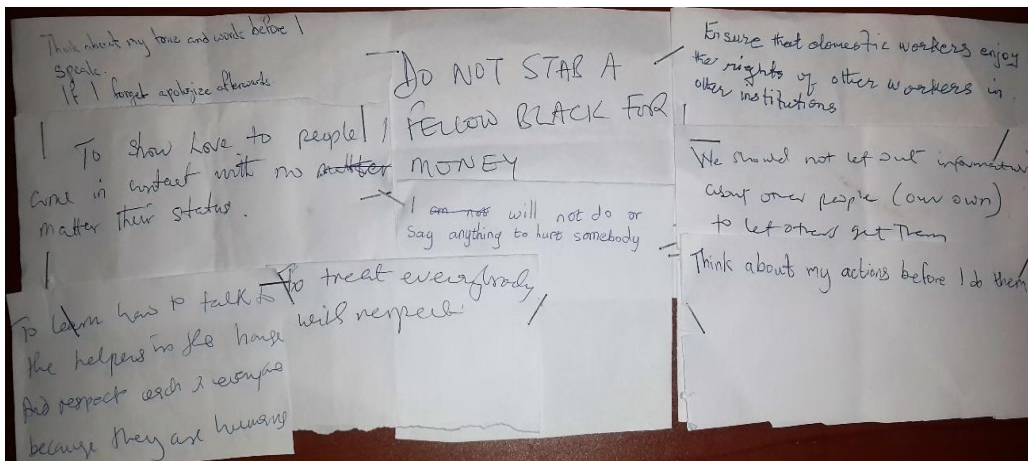 Think about my tone and words before I
speak.
If I forget apologize afterwards.
To show love to people I
come in contact with no matter
matter their status.
To learn how to talk to
the helpers in the house
And respect each & everyone
because they are humans
DO NOT STAB A
FELLOW BLACK FOR
MONEY
I am not will not do or
Say anything to hurt somebody
To treat everybody
with respect.
Ensure that domestic workers enjoy
the rights of other workers in
other institutions
We should not let out information
about our people (our own)
to let others get them
Think about my actions before I do them